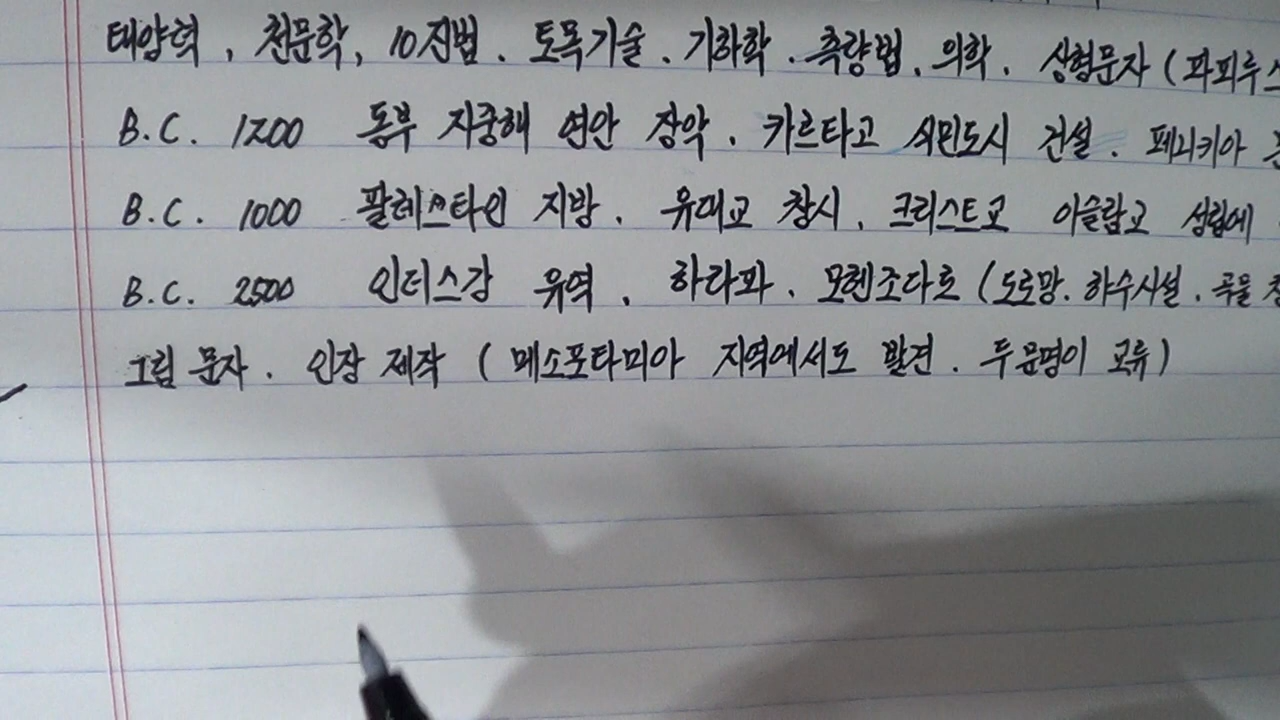 태양력, 천문학, 10진법. 토목기술. 기하학. 측량법. 의학. 상형문자 (파피루스
B.C. 1200 동부 지중해 연안 장악. 카르타고 식민도시 건설. 페니키아
B.C. 1000 팔레스타인 지방. 유대교 창시. 크리스트교 이슬람교 성립에
B.C. 2500 인더스강 유역. 하라파. 모헨조다로 (도로망. 하수시설. 곡물
그림 문자. 인장 제작 (메소포타미아 지역에서도 발견. 두 문명이 교류)